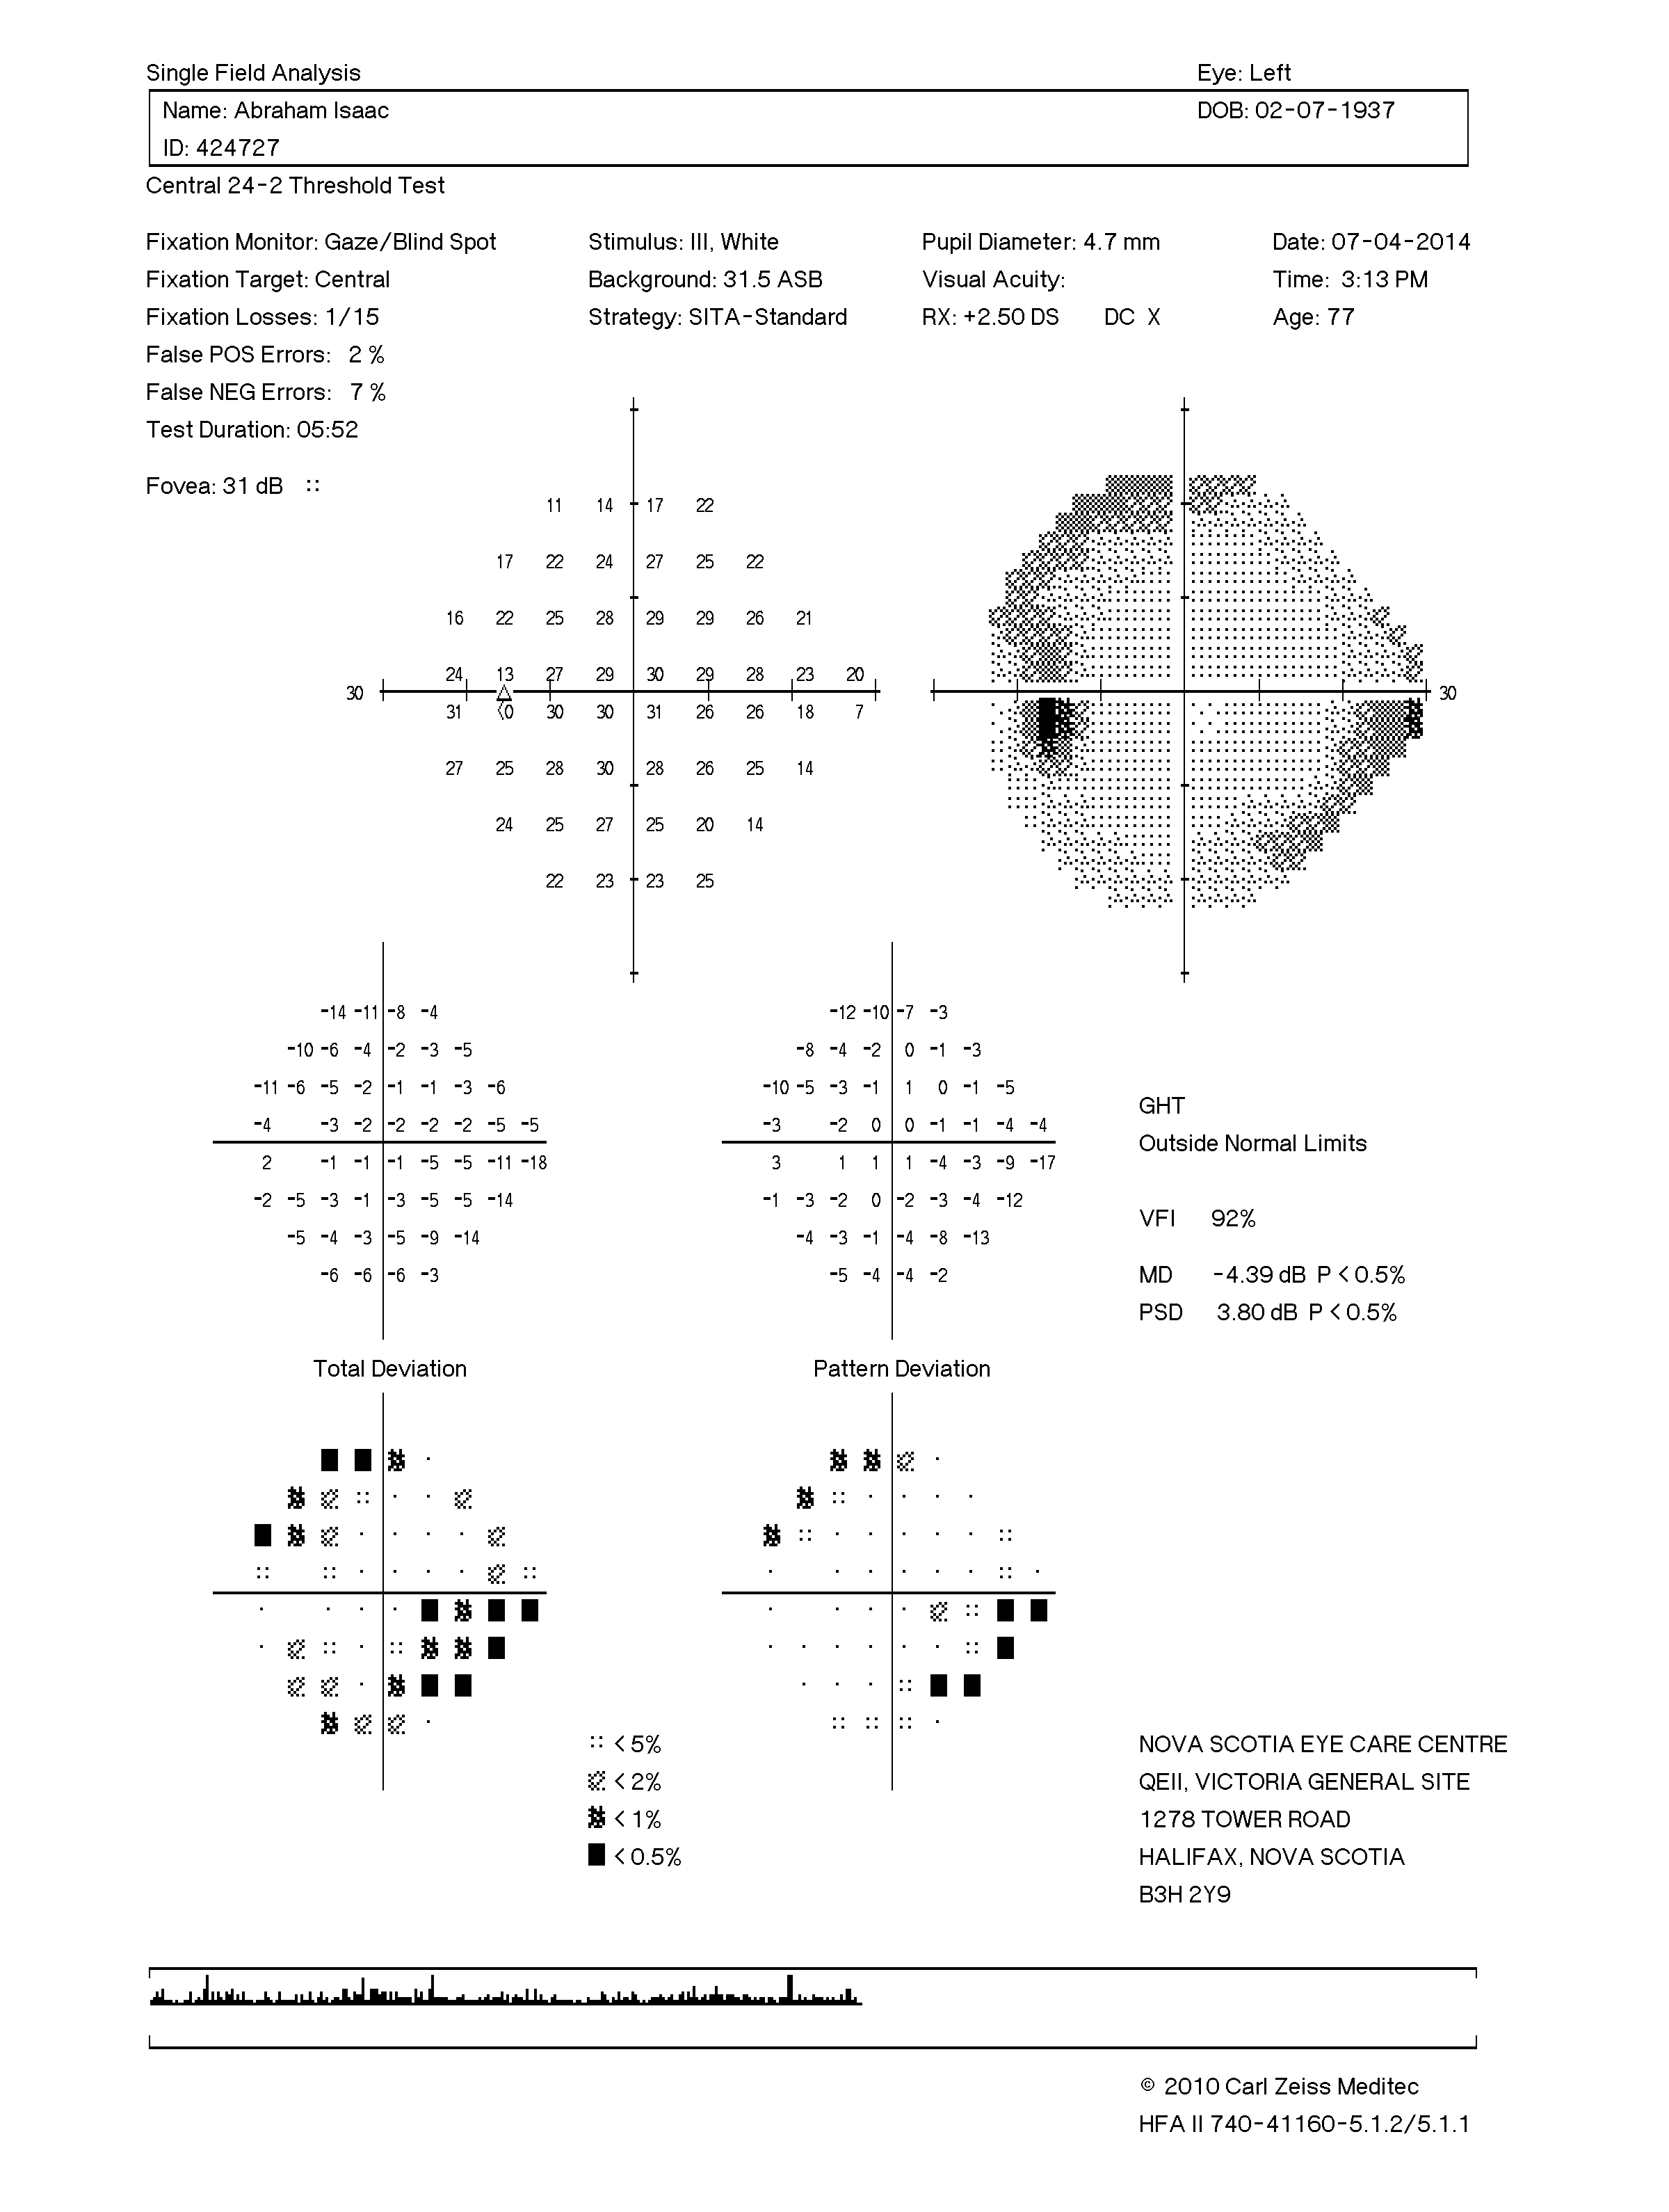 Single Field Analysis Eye: Left
Name: Abraham Isaac DOB: 02-07-1937
ID: 424727
Central 24-2 Threshold Test
Fixation Monitor: Gaze/Blind Spot Stimulus: III, White Pupil Diameter: 4.7 mm Date: 07-04-2014
Fixation Target: Central Background: 31.5 ASB Visual Acuity: Time: 3:13 PM
Fixation Losses: 1/15 Strategy: SITA-Standard RX: +2.50 DS DC X Age: 77
False POS Errors: 2 %
False NEG Errors: 7 %
Test Duration: 05:52
Fovea: 31 dB
11 14 17 22
17 22 24 27 25 22
16 22 25 28 29 29 26 21
24 13 27 29 30 29 28 23 20
30 30
31 <0 30 30 31 26 26 18 7
27 25 28 30 28 26 25 14
24 25 27 25 20 14
22 23 23 25
-14 -11 -8 -4 -12 -10 -7 -3
-10 -6 -4 -2 -3 -5 -8 -4 -2 0 -1 -3
-11 -6 -5 -2 -1 -1 -3 -6 -10 -5 -3 -1 1 0 -1 -5
-4 -3 -2 -2 -2 -2 -5 -5 -3 -2 0 0 -1 -1 -4 -4
2 -1 -1 -1 -5 -5 -11 -18 3 1 1 1 -4 -3 -9 -17
-2 -5 -3 -1 -3 -5 -5 -14 -1 -3 -2 0 -2 -3 -4 -12
-5 -4 -3 -5 -9 -14 -4 -3 -1 -4 -8 -13
-6 -6 -6 -3 -5 -4 -4 -2
GHT
Outside Normal Limits
VFI 92%
MD -4.39 dB P < 0.5%
PSD 3.80 dB P < 0.5%
Total Deviation Pattern Deviation
< 5%
< 2%
< 1%
< 0.5%
NOVA SCOTIA EYE CARE CENTRE
QEII, VICTORIA GENERAL SITE
1278 TOWER ROAD
HALIFAX, NOVA SCOTIA
B3H 2Y9
© 2010 Carl Zeiss Meditec
HFA II 740-41160-5.1.2/5.1.1